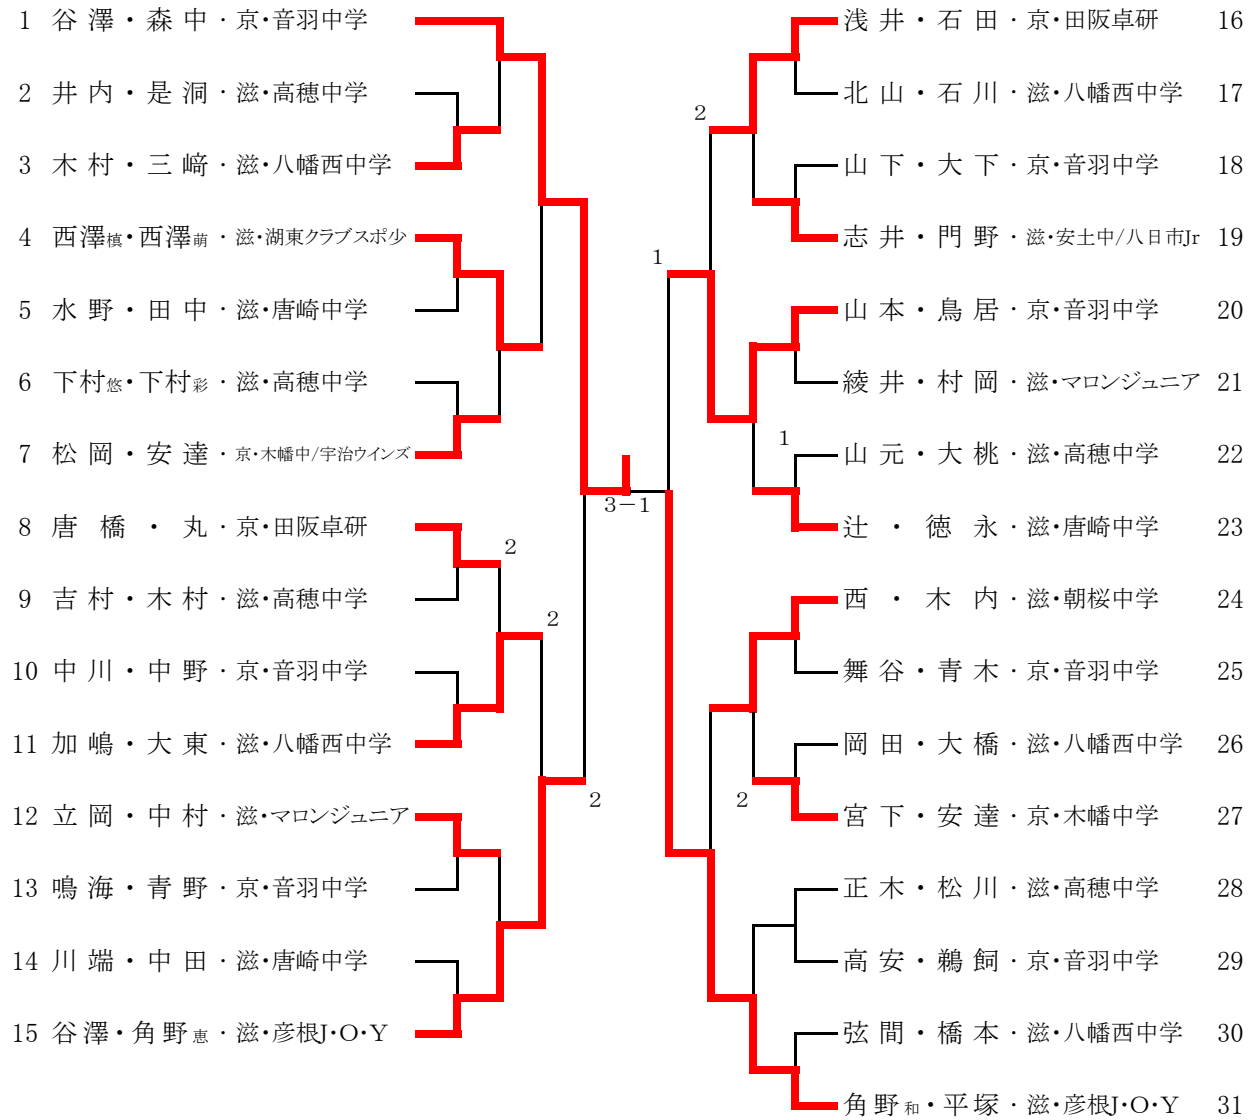 1 谷澤・森中・京・音羽中学
2 井内・是洞・滋・高穂中学
3 木村・三﨑・滋・八幡西中学
4 西澤槙・西澤萌・滋・湖東クラブスポ少
5 水野・田中・滋・唐崎中学
6 下村悠・下村彩・滋・高穂中学
7 松岡・安達・京・木幡中/宇治ウインズ
8 唐橋・丸・京・田阪卓研
9 吉村・木村・滋・高穂中学
10 中川・中野・京・音羽中学
11 加嶋・大東・滋・八幡西中学
12 立岡・中村・滋・マロンジュニア
13 鳴海・青野・京・音羽中学
14 川端・中田・滋・唐崎中学
15 谷澤・角野恵・滋・彦根J・O・Y
2
2
2
3−1
2
1
1
2
浅井・石田・京・田阪卓研 16
北山・石川・滋・八幡西中学 17
山下・大下・京・音羽中学 18
志井・門野・滋・安土中/八日市Jr 19
山本・鳥居・京・音羽中学 20
綾井・村岡・滋・マロンジュニア 21
山元・大桃・滋・高穂中学 22
辻・徳永・滋・唐崎中学 23
西・木内・滋・朝桜中学 24
舞谷・青木・京・音羽中学 25
岡田・大橋・滋・八幡西中学 26
宮下・安達・京・木幡中学 27
正木・松川・滋・高穂中学 28
高安・鵜飼・京・音羽中学 29
弦間・橋本・滋・八幡西中学 30
角野和・平塚・滋・彦根J・O・Y 31